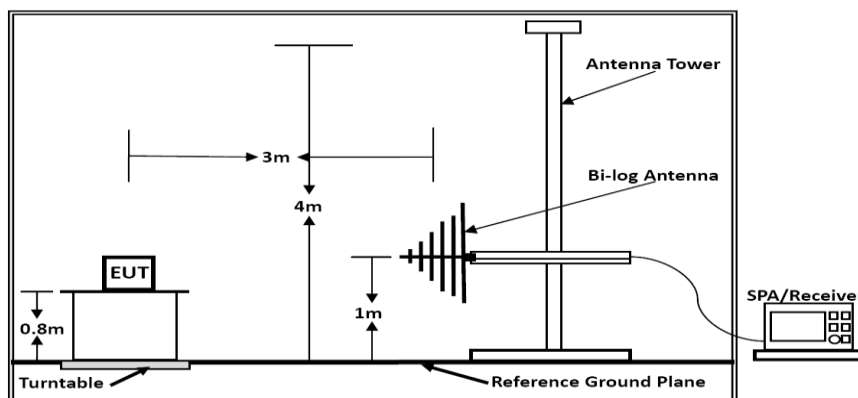 Antenna Tower
3m
Bi-log Antenna
4m
EUT
SPA/Receive
0.8m
1m
Turntable
Reference Ground Plane